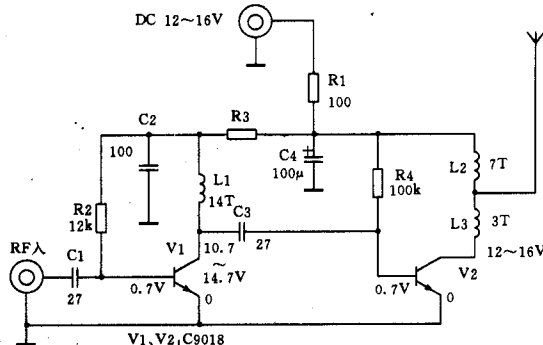 DC 12~16V
R1
100
C2
R3
100
C4
+
100μ
R4
100k
L2
7T
L1
14T
L3
3T
R2
12k
C3
27
RF入
C1
27
V1
10.7
~
14.7V
0.7V
0
0.7V
V2
12~16V
0
V1、V2:C9018